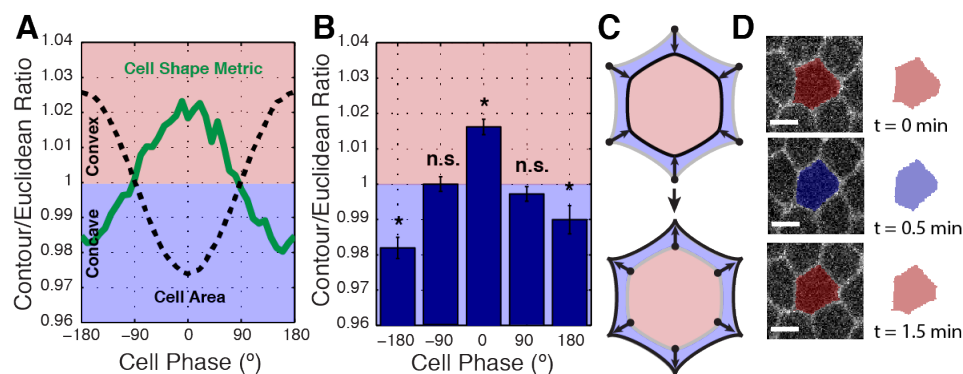 A
Contour/Euclidean Ratio
1.04
1.03
1.02
1.01
1
0.99
0.98
0.97
0.96
Convex
Concave
Cell Shape Metric
Cell Area
−180 −90 0 90 180
Cell Phase (º)
B
Contour/Euclidean Ratio
1.04
1.03
1.02
1.01
1
0.99
0.98
0.97
0.96
*
n.s.
*
n.s.
*
−180 −90 0 90 180
Cell Phase (º)
C
D
t = 0 min
t = 0.5 min
t = 1.5 min